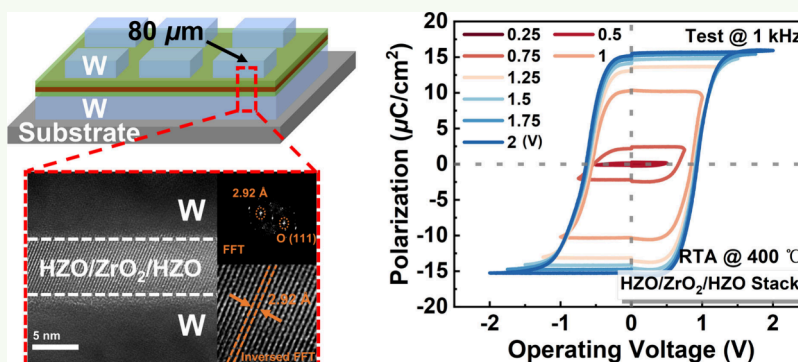 80 μm
W
W
Substrate
W
HZO/ZrO₂/HZO
W
5 nm
2.92 Å
O (111)
FFT
2.92 Å
Inversed FFT
Polarization (μC/cm²)
20
15
10
5
0
-5
-10
-15
-20
0.25
0.5
0.75
1
1.25
1.5
1.75
2 (V)
Test @ 1 kHz
RTA @ 400 ℃
HZO/ZrO₂/HZO Stack
-2
-1
0
1
2
Operating Voltage (V)